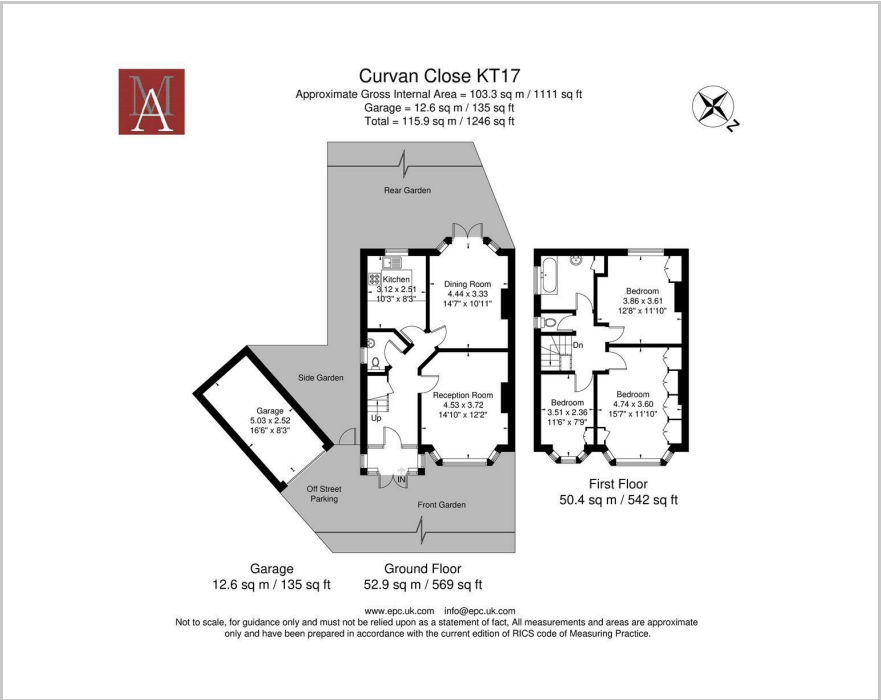 MA
Curvan Close KT17
Approximate Gross Internal Area = 103.3 sq m / 1111 sq ft
Garage = 12.6 sq m / 135 sq ft
Total = 115.9 sq m / 1246 sq ft
Z
Rear Garden
Kitchen
3.12 x 2.51
10'3" x 8'3"
Dining Room
4.44 x 3.33
14'7" x 10'11"
Bedroom
3.86 x 3.61
12'8" x 11'10"
Dn
Side Garden
Garage
5.03 x 2.52
16'6" x 8'3"
Up
Reception Room
4.53 x 3.72
14'10" x 12'2"
Bedroom
3.51 x 2.36
11'6" x 7'9"
Bedroom
4.74 x 3.60
15'7" x 11'10"
IN
Off Street
Parking
Front Garden
First Floor
50.4 sq m / 542 sq ft
Garage
12.6 sq m / 135 sq ft
Ground Floor
52.9 sq m / 569 sq ft
www.epc.uk.com info@epc.uk.com
Not to scale, for guidance only and must not be relied upon as a statement of fact. All measurements and areas are approximate
only and have been prepared in accordance with the current edition of RICS code of Measuring Practice.